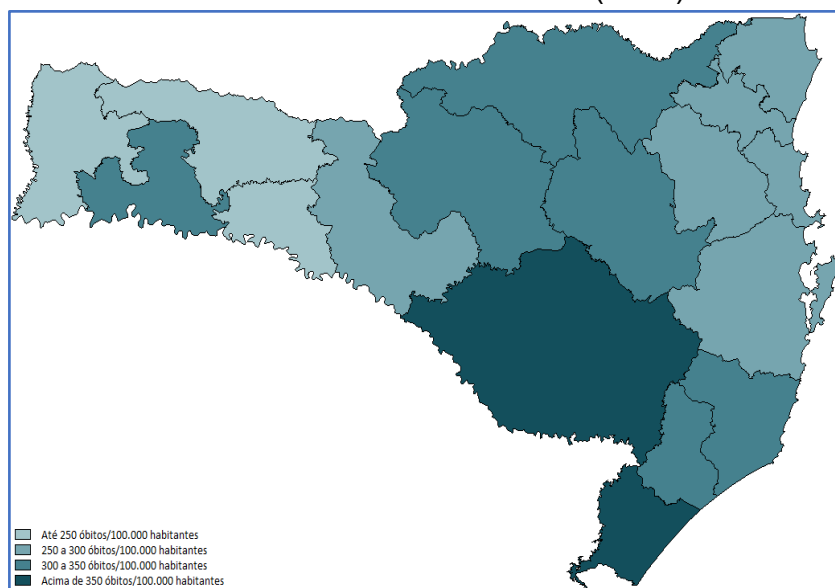 Até 250 óbitos/100.000 habitantes
250 a 300 óbitos/100.000 habitantes
300 a 350 óbitos/100.000 habitantes
Acima de 350 óbitos/100.000 habitantes